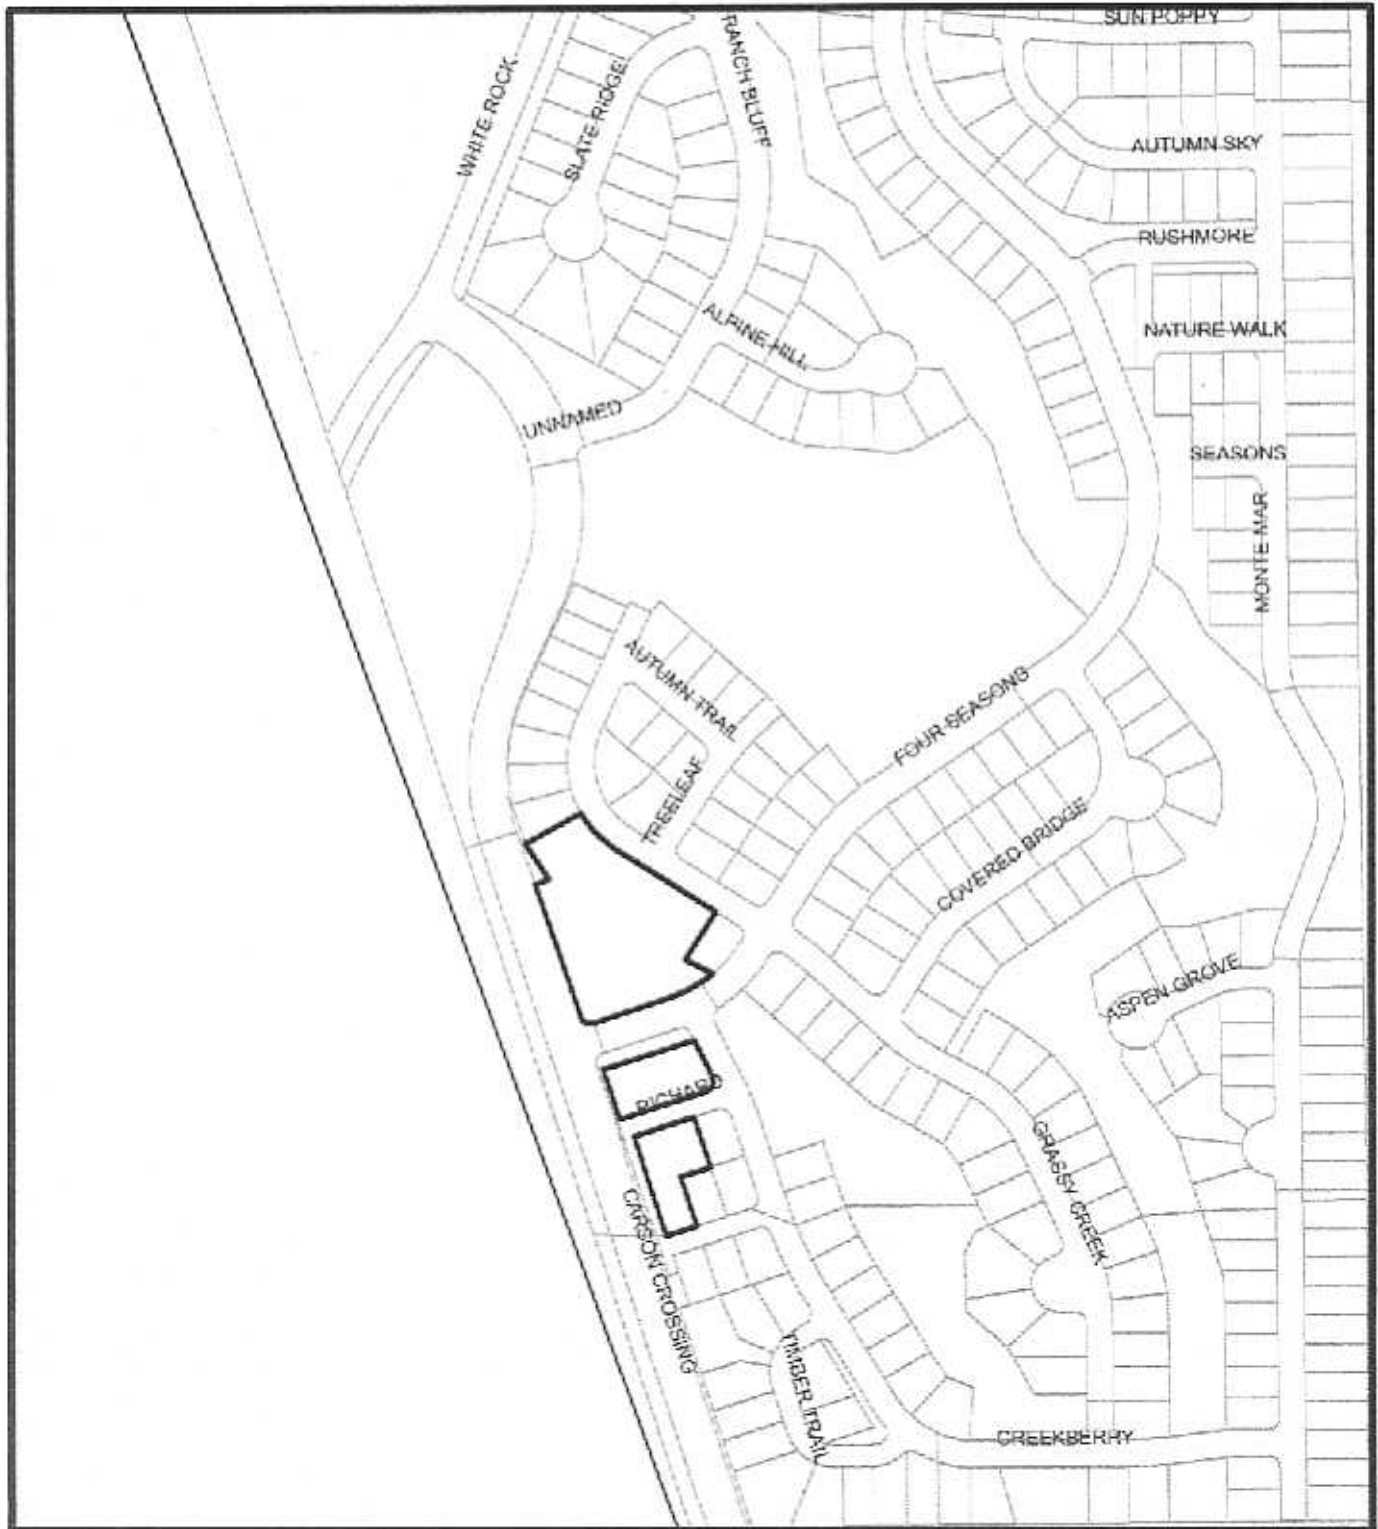 SUN POPPY
RANCH BLUFF
WHITE ROCK
SLATE RIDGE
AUTUMN SKY
RUSHMORE
ALPINE HILL
NATURE WALK
UNNAMED
SEASONS
MONTE MAR
AUTUMN TRAIL
FOUR SEASONS
TREELEAF
COVERED BRIDGE
ASPEN GROVE
RICHARD
GRASSY CREEK
CARSON CROSSING
TIMBER TRAIL
CREEKBERRY